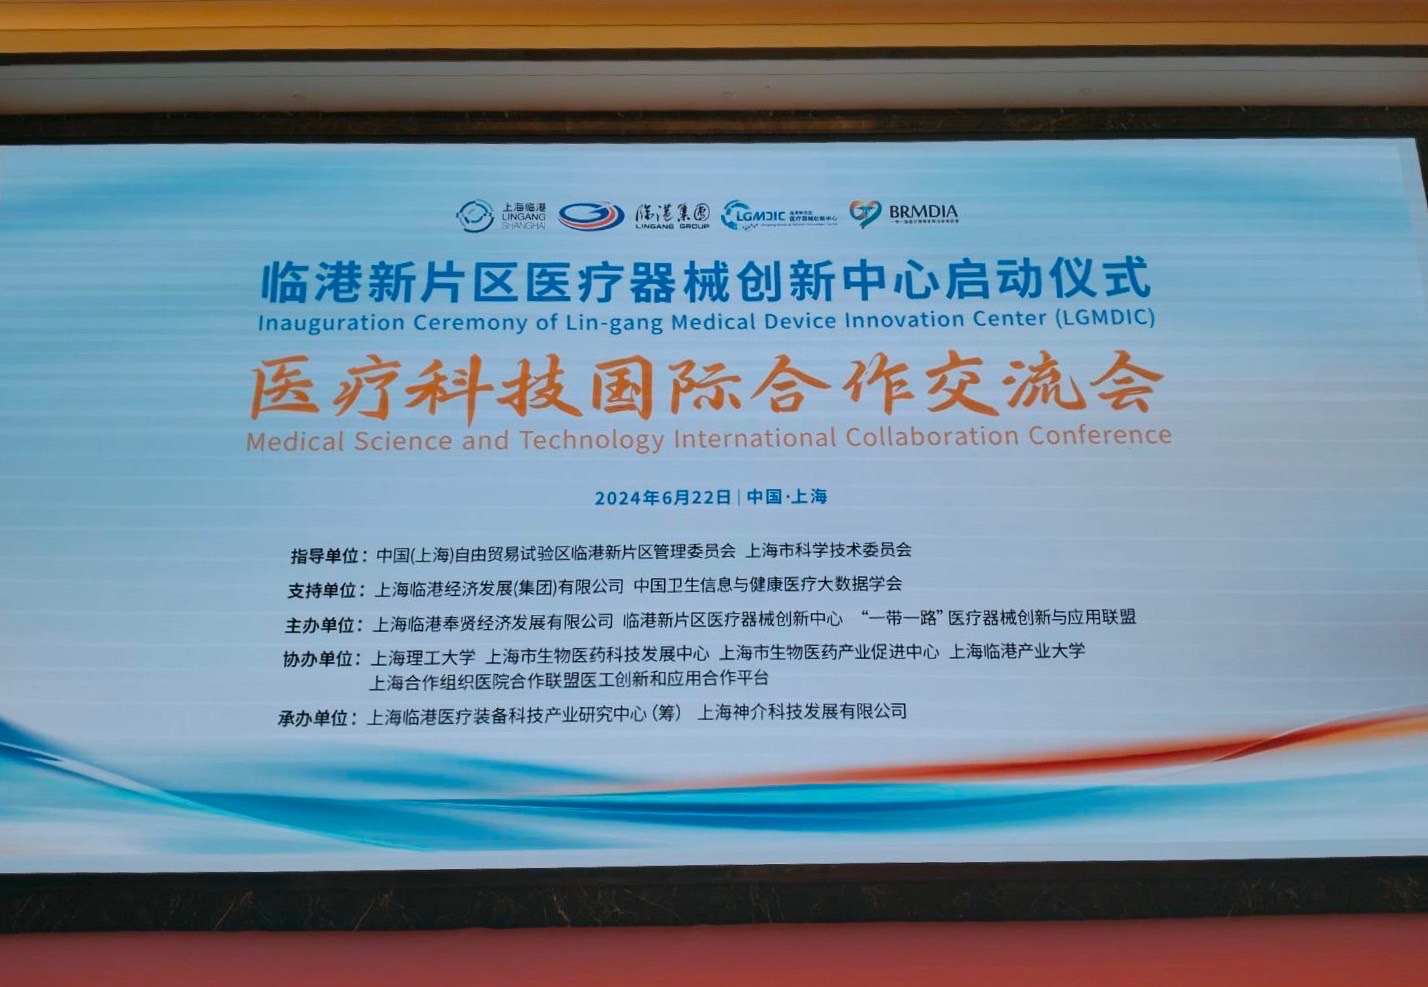 上海临港
LINGANG
SHANGHAI
临港集团
LINGANG GROUP
LGMDIC
医疗器械创新中心
BRMDIA
临港新片区医疗器械创新中心启动仪式
Inauguration Ceremony of Lin-gang Medical Device Innovation Center (LGMDIC)
医疗科技国际合作交流会
Medical Science and Technology International Collaboration Conference
2024年6月22日|中国·上海
指导单位：中国(上海)自由贸易试验区临港新片区管理委员会 上海市科学技术委员会
支持单位：上海临港经济发展(集团)有限公司 中国卫生信息与健康医疗大数据学会
主办单位：上海临港奉贤经济发展有限公司 临港新片区医疗器械创新中心 “一带一路”医疗器械创新与应用联盟
协办单位：上海理工大学 上海市生物医药科技发展中心 上海市生物医药产业促进中心 上海临港产业大学
上海合作组织医院合作联盟医工创新和应用合作平台
承办单位：上海临港医疗装备科技产业研究中心（筹） 上海神介科技发展有限公司